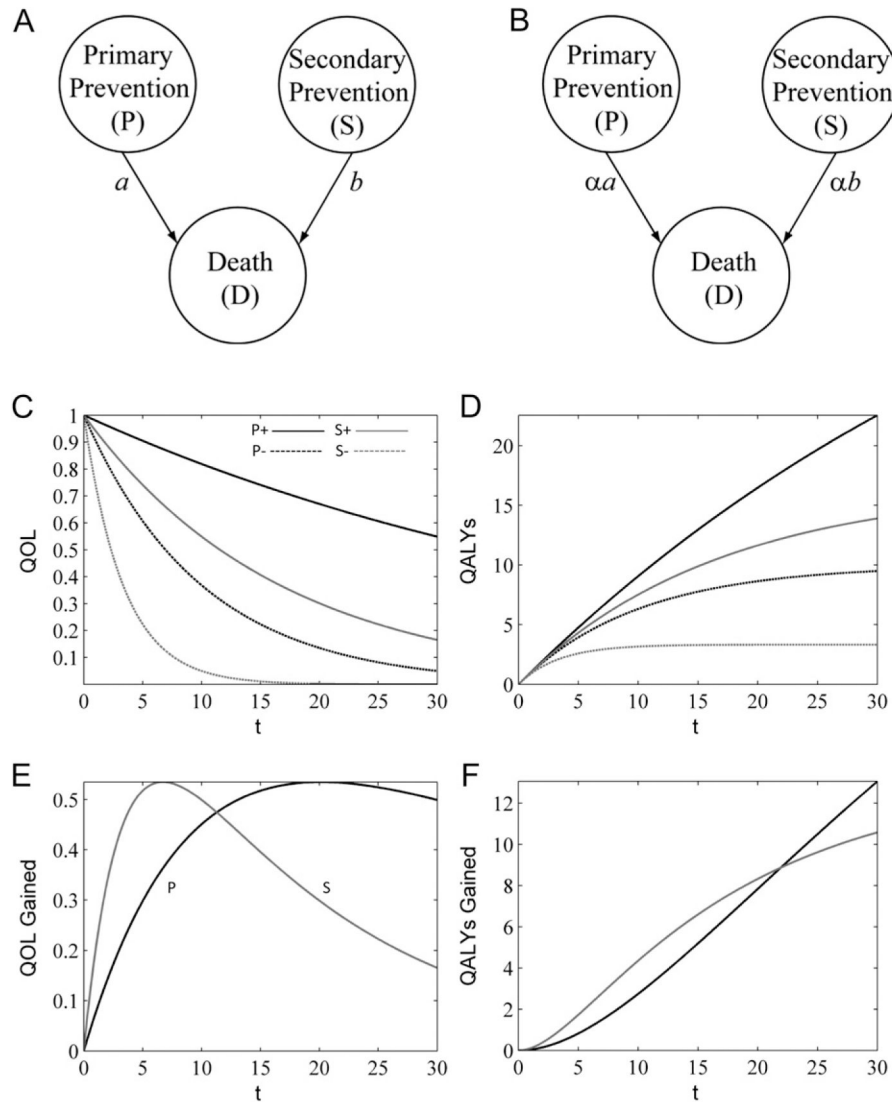 A
Primary
Prevention
(P)
Secondary
Prevention
(S)
a
b
Death
(D)
B
Primary
Prevention
(P)
Secondary
Prevention
(S)
αa
αb
Death
(D)
C
QOL
1
0.9
0.8
0.7
0.6
0.5
0.4
0.3
0.2
0.1
P+ S+
P- S-
0 5 10 15 20 25 30
t
D
QALYs
20
15
10
5
0
0 5 10 15 20 25 30
t
E
QOL Gained
0.5
0.4
0.3
0.2
0.1
0
P
S
0 5 10 15 20 25 30
t
F
QALYs Gained
12
10
8
6
4
2
0
0 5 10 15 20 25 30
t